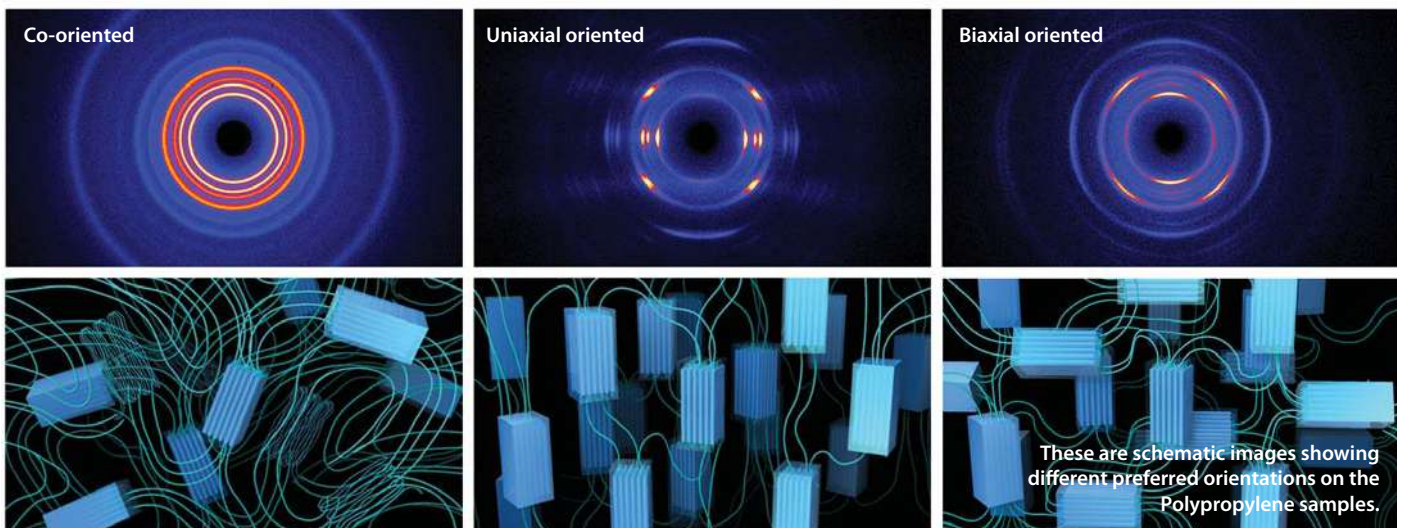 Co-oriented
Uniaxial oriented
Biaxial oriented
These are schematic images showing
different preferred orientations on the
Polypropylene samples.